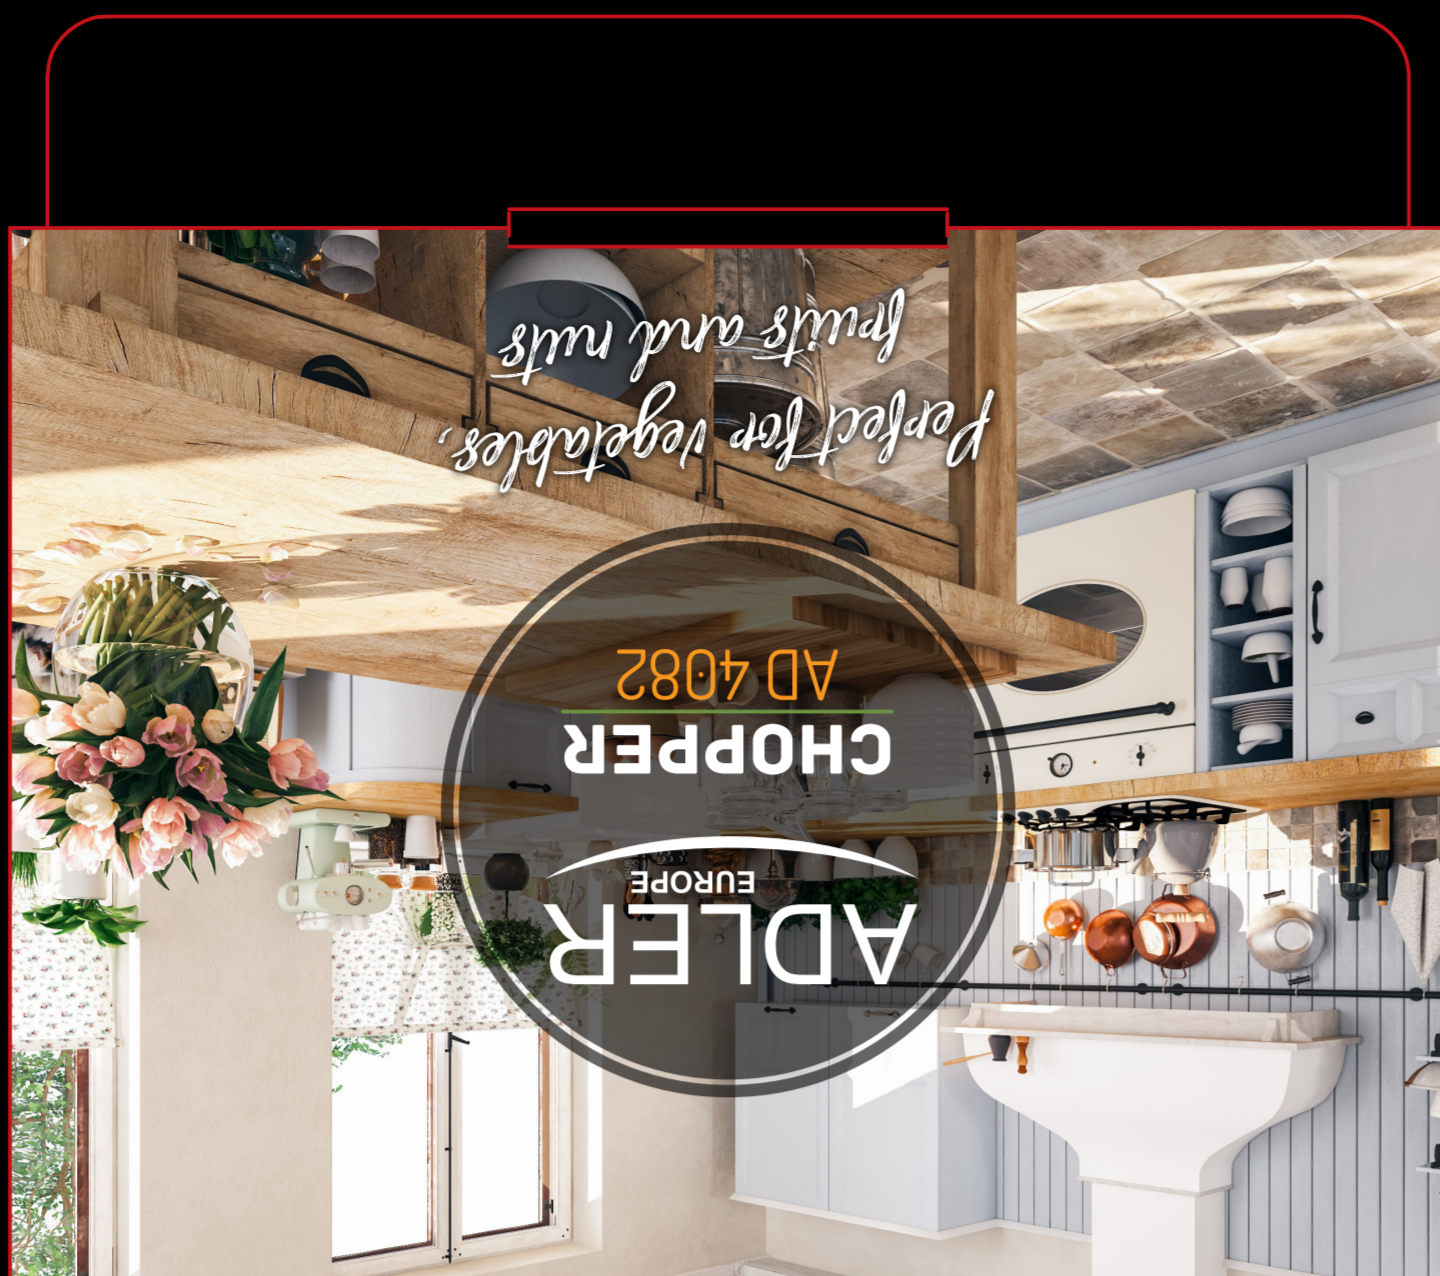 ADLER
EUROPE
CHOPPER
AD 4082
Perfect for vegetables,
fruits and nuts